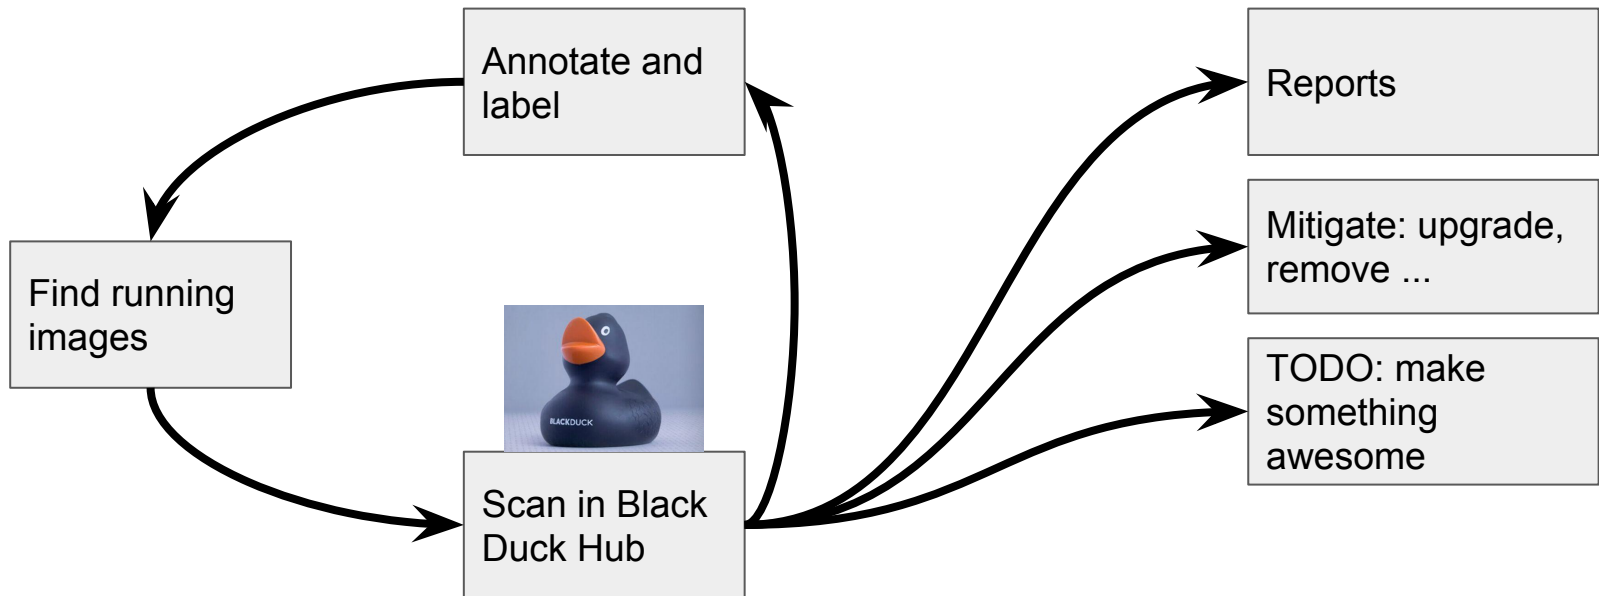 Annotate and
label
Reports
Mitigate: upgrade,
remove ...
Find running
images
TODO: make
something
awesome
BLACKDUCK
Scan in Black
Duck Hub